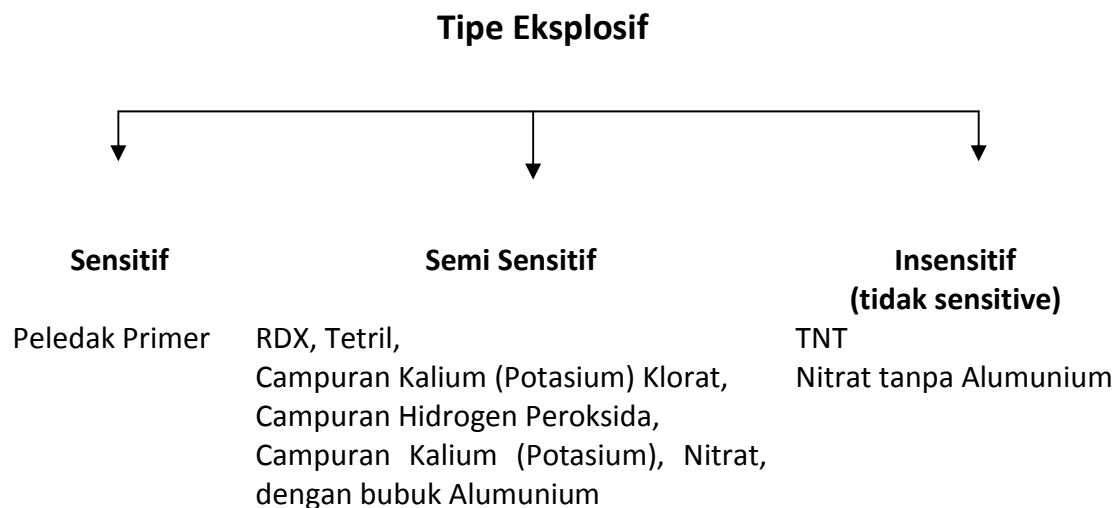 Tipe Eksplosif
Sensitif
Peledak Primer
Semi Sensitif
RDX, Tetril,
Campuran Kalium (Potasium) Klorat,
Campuran Hidrogen Peroksida,
Campuran Kalium (Potasium), Nitrat,
dengan bubuk Alumunium
Insensitif
(tidak sensitive)
TNT
Nitrat tanpa Alumunium